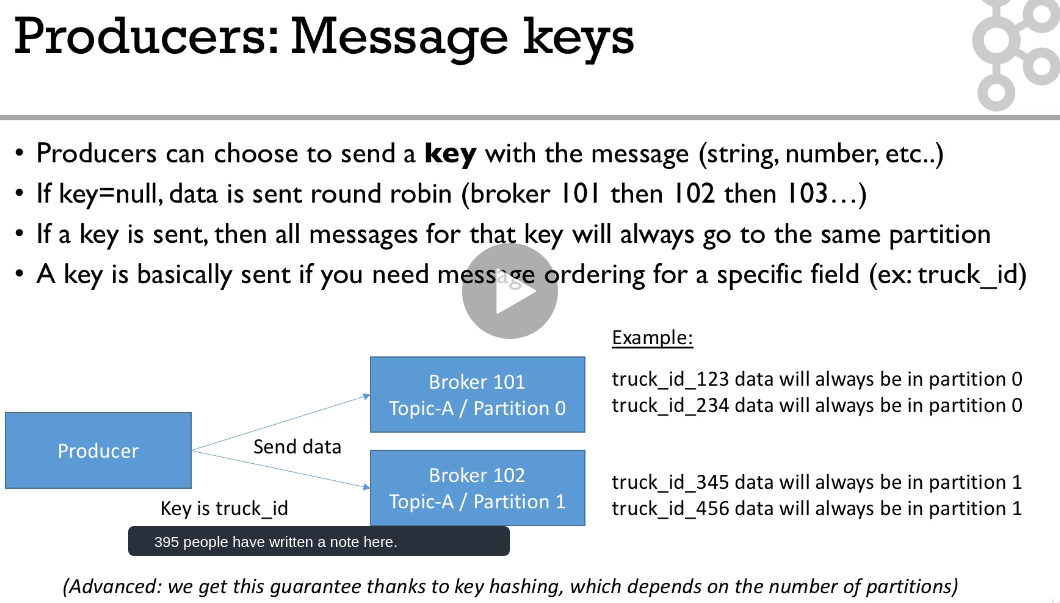 Producers: Message keys
• Producers can choose to send a key with the message (string, number, etc..)
• If key=null, data is sent round robin (broker 101 then 102 then 103…)
• If a key is sent, then all messages for that key will always go to the same partition
• A key is basically sent if you need message ordering for a specific field (ex: truck_id)
Example:
Broker 101
Topic-A / Partition 0
truck_id_123 data will always be in partition 0
truck_id_234 data will always be in partition 0
Producer
Send data
Broker 102
Topic-A / Partition 1
truck_id_345 data will always be in partition 1
truck_id_456 data will always be in partition 1
Key is truck_id
395 people have written a note here.
(Advanced: we get this guarantee thanks to key hashing, which depends on the number of partitions)